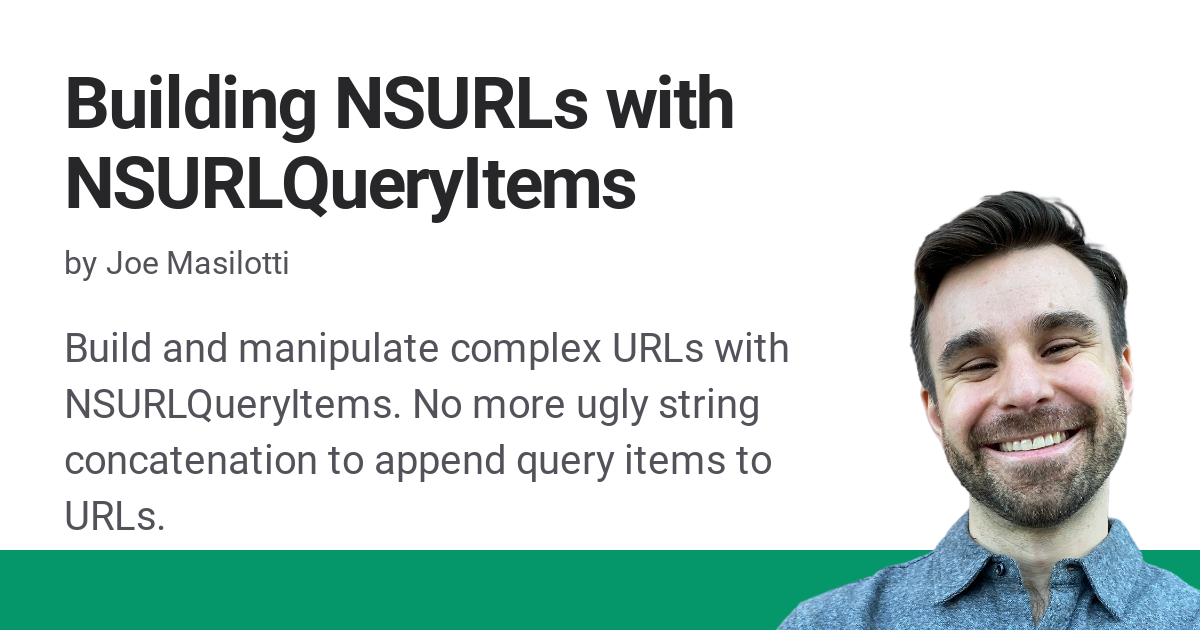 Building NSURLs with
NSURLQueryItems
by Joe Masilotti
Build and manipulate complex URLs with
NSURLQueryItems. No more ugly string
concatenation to append query items to
URLs.